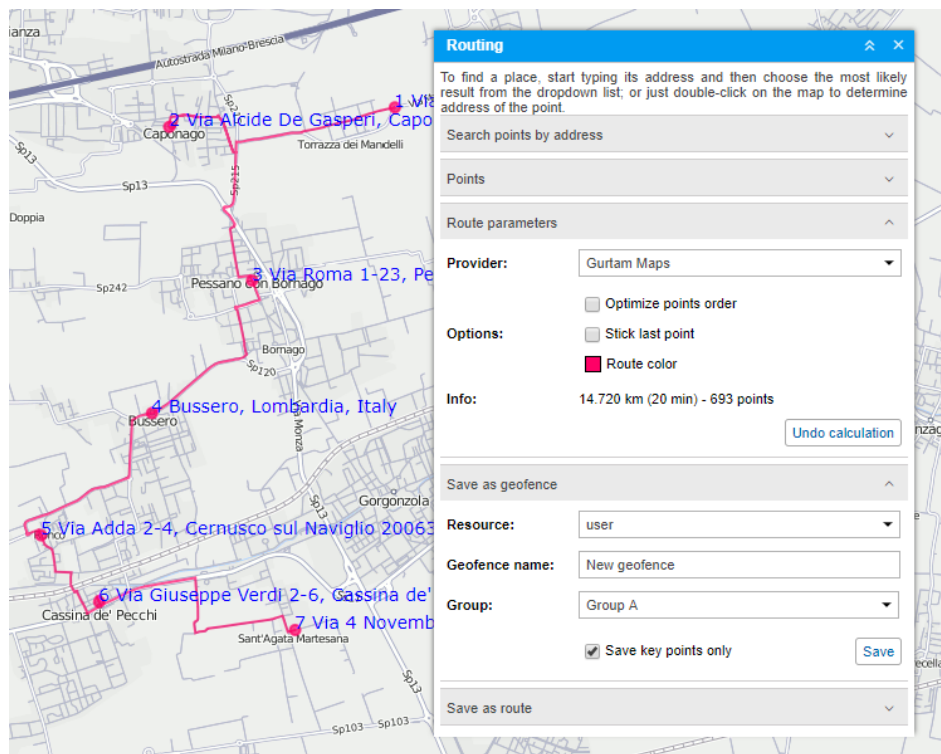 ianza
Autostrada Milano-Brescia
Sp13
Caponago
1 Via
2 Via Alcide De Gasperi, Capo
Torrazza dei Mandelli
Sp13
Sp215
Doppia
3 Via Roma 1-23, Pe
Pessano con Bornago
Sp242
Bornago
Sp120
4 Bussero, Lombardia, Italy
Bussero
Via Monza
Sp13
Gorgonzola
5 Via Adda 2-4, Cernusco sul Naviglio 20063
6 Via Giuseppe Verdi 2-6, Cassina de'
Cassina de' Pecchi
7 Via 4 Novemb
Sant'Agata Martesana
Sp13
Sp103 Sp103
Routing
To find a place, start typing its address and then choose the most likely
result from the dropdown list; or just double-click on the map to determine
address of the point.
Search points by address
Points
Route parameters
Provider:
Gurtam Maps
Optimize points order
Options:
Stick last point
Route color
Info:
14.720 km (20 min) - 693 points
Undo calculation
Save as geofence
Resource:
user
Geofence name:
New geofence
Group:
Group A
Save key points only
Save
Save as route
nzag
ecella